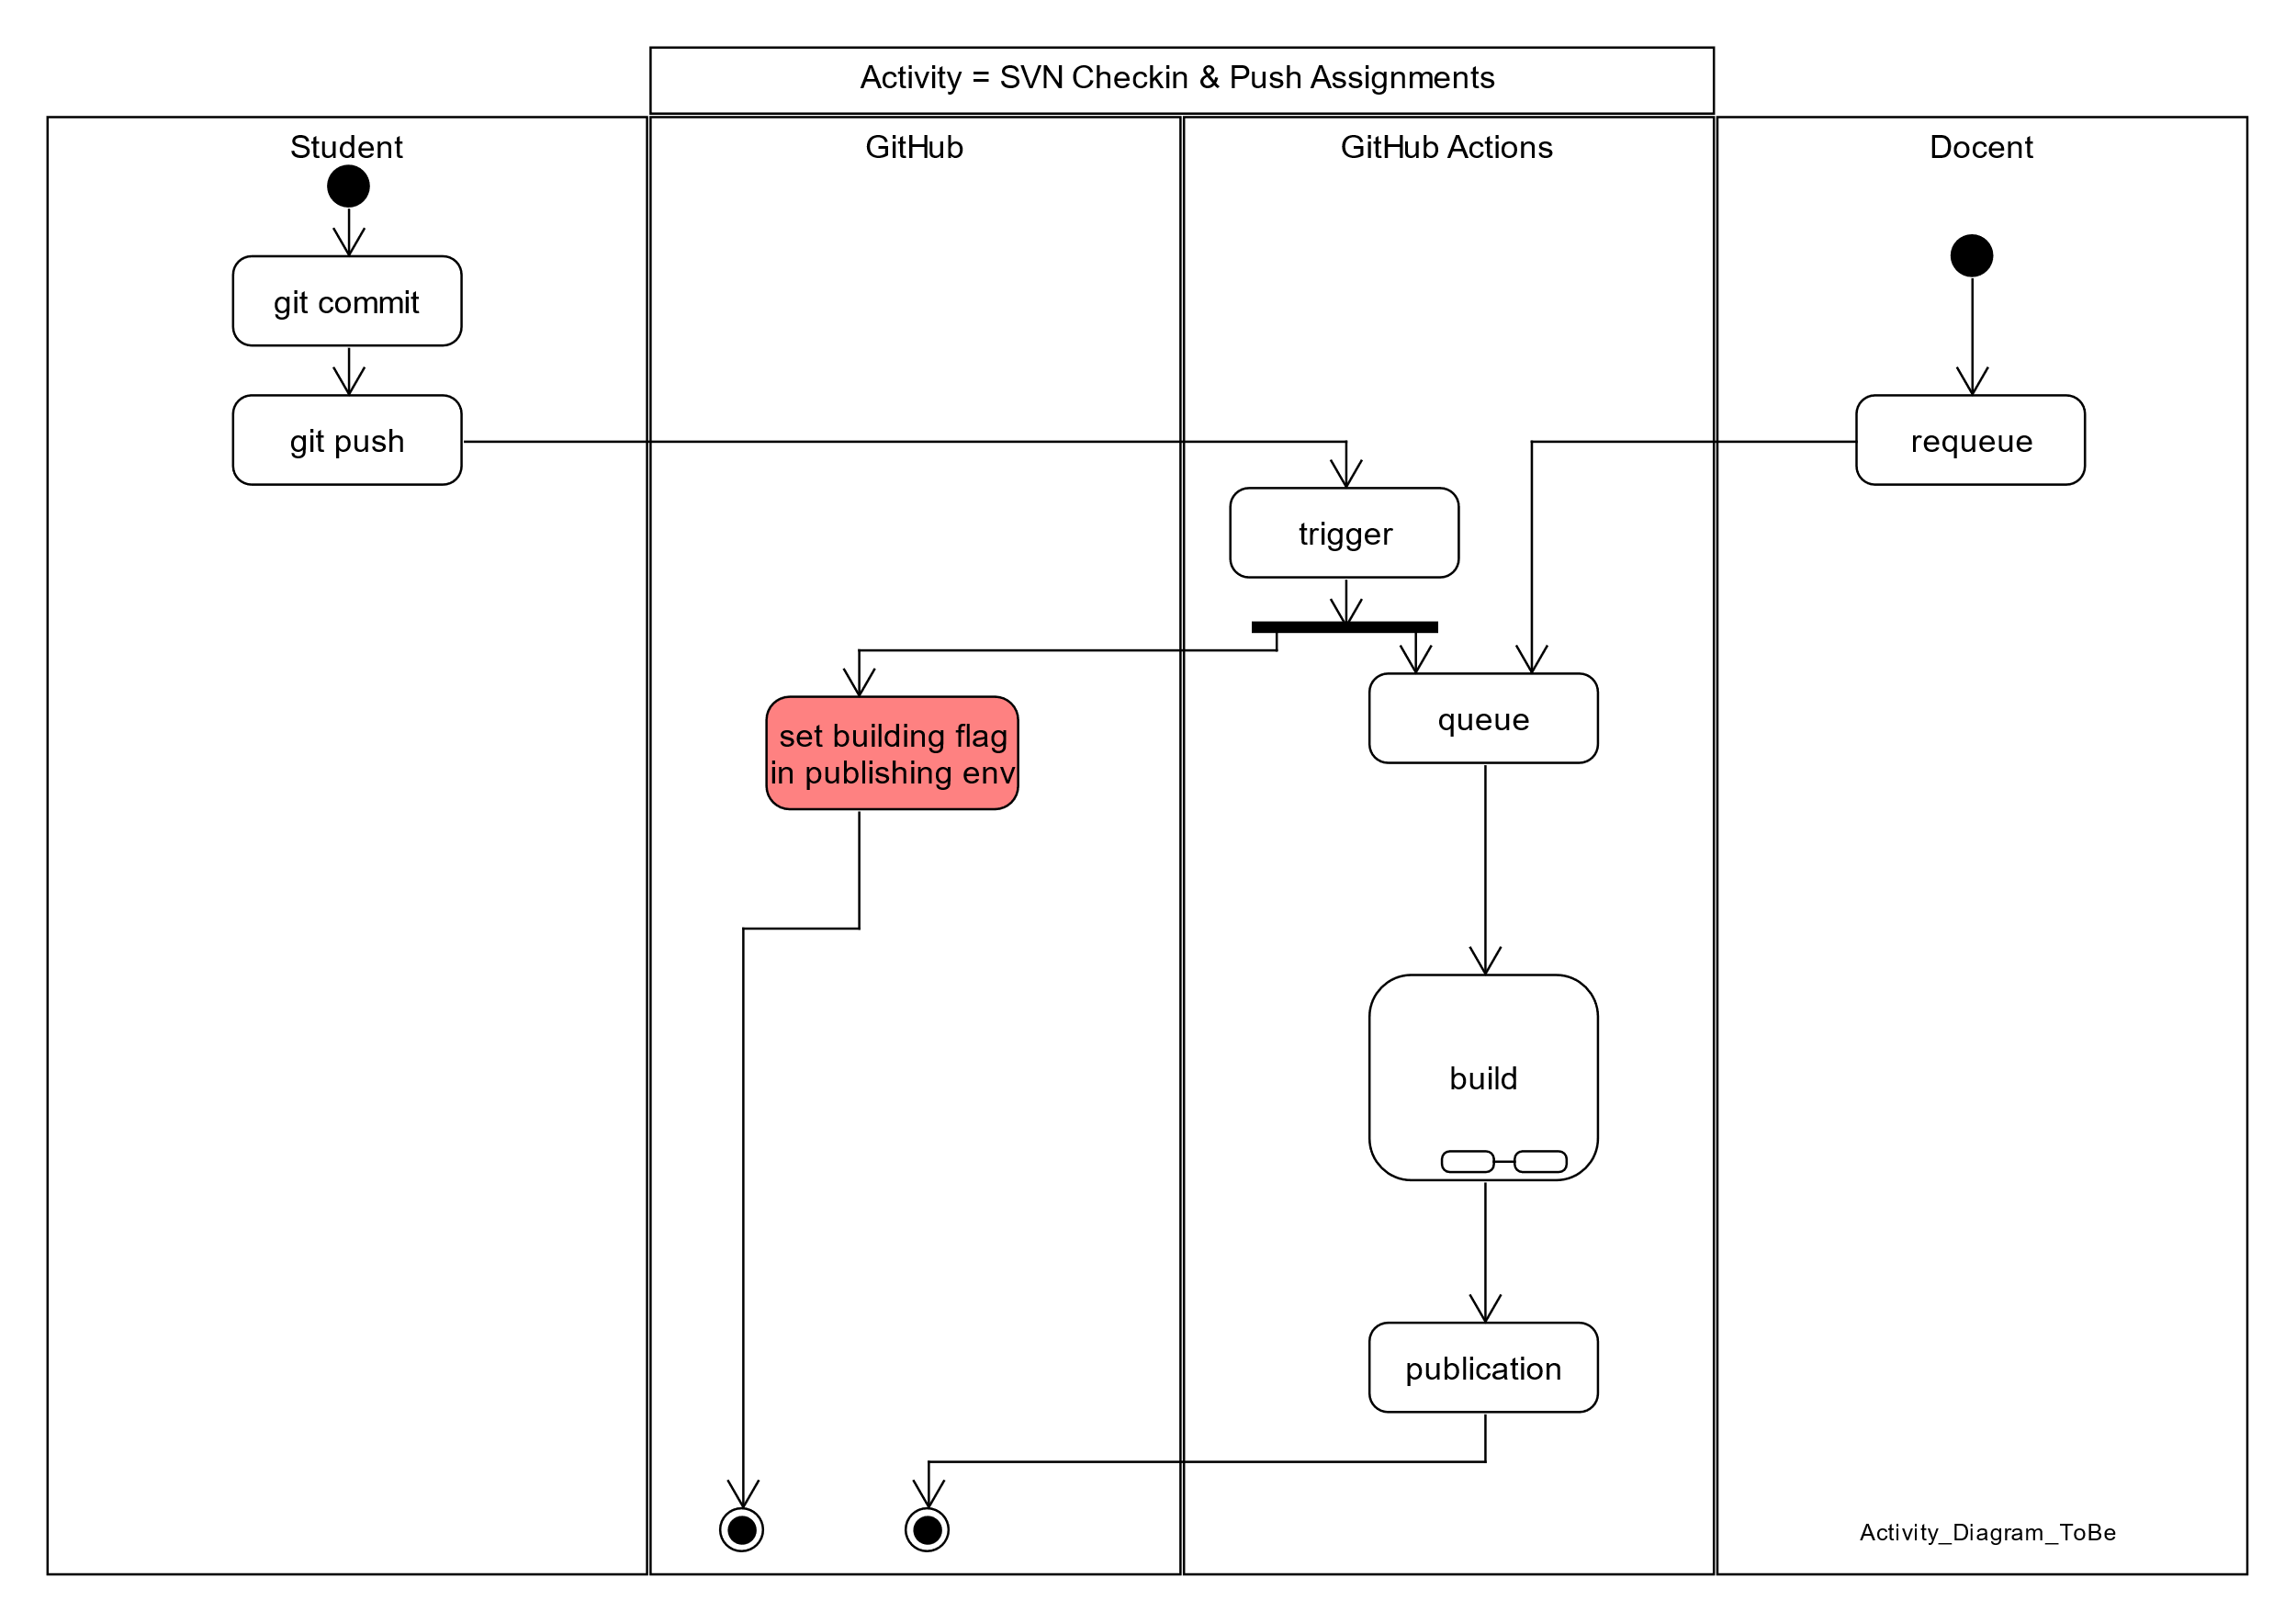 Activity = SVN Checkin & Push Assignments
Student
GitHub
GitHub Actions
Docent
git commit
git push
requeue
trigger
set building flag
in publishing env
queue
build
publication
Activity_Diagram_ToBe